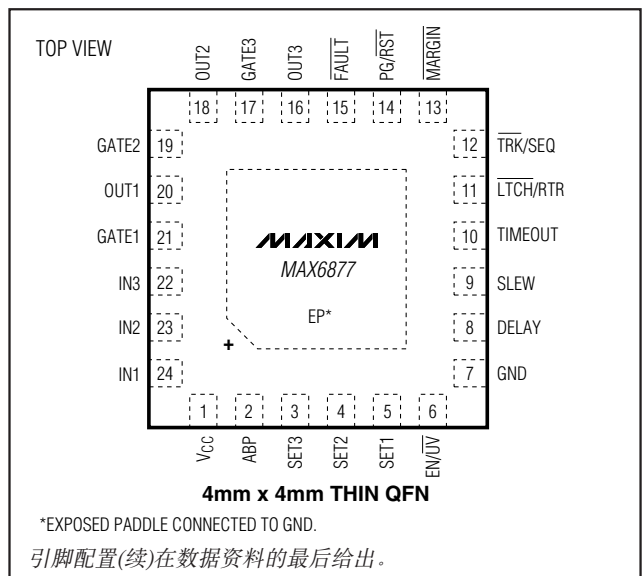 TOP VIEW
OUT2
GATE3
OUT3
FAULT
PG/RST
MARGIN
18
17
16
15
14
13
GATE2 19
12 TRK/SEQ
OUT1 20
11 LTCH/RTR
GATE1 21
10 TIMEOUT
IN3 22
9 SLEW
IN2 23
8 DELAY
IN1 24
7 GND
MAXIM
MAX6877
EP*
+
1
2
3
4
5
6
VCC
ABP
SET3
SET2
SET1
EN/UV
4mm x 4mm THIN QFN
*EXPOSED PADDLE CONNECTED TO GND.
引脚配置(续)在数据资料的最后给出。